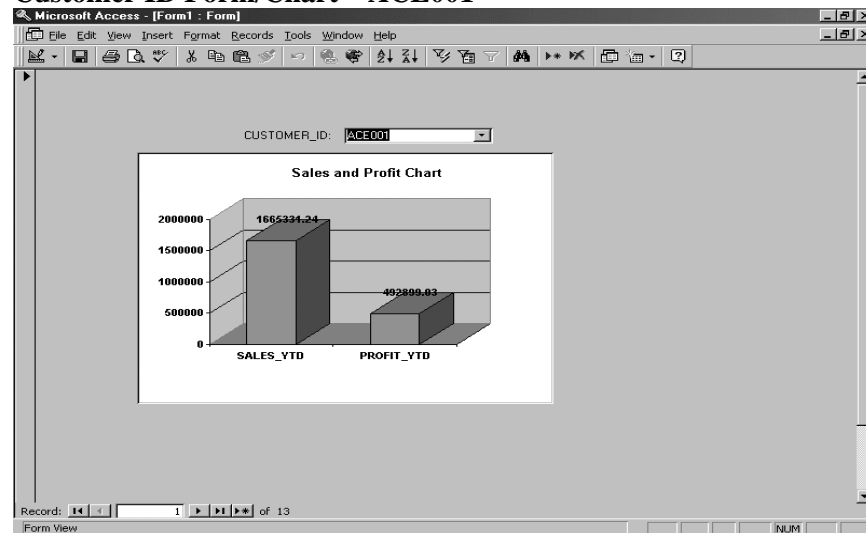 Customer ID Form/Chart – ACE001
Microsoft Access - [Form1 : Form]
File Edit View Insert Format Records Tools Window Help
CUSTOMER_ID: ACE001
Sales and Profit Chart
2000000
1665331.24
1500000
1000000
492899.03
500000
0
SALES_YTD PROFIT_YTD
Record: 1 of 13
Form View NUM